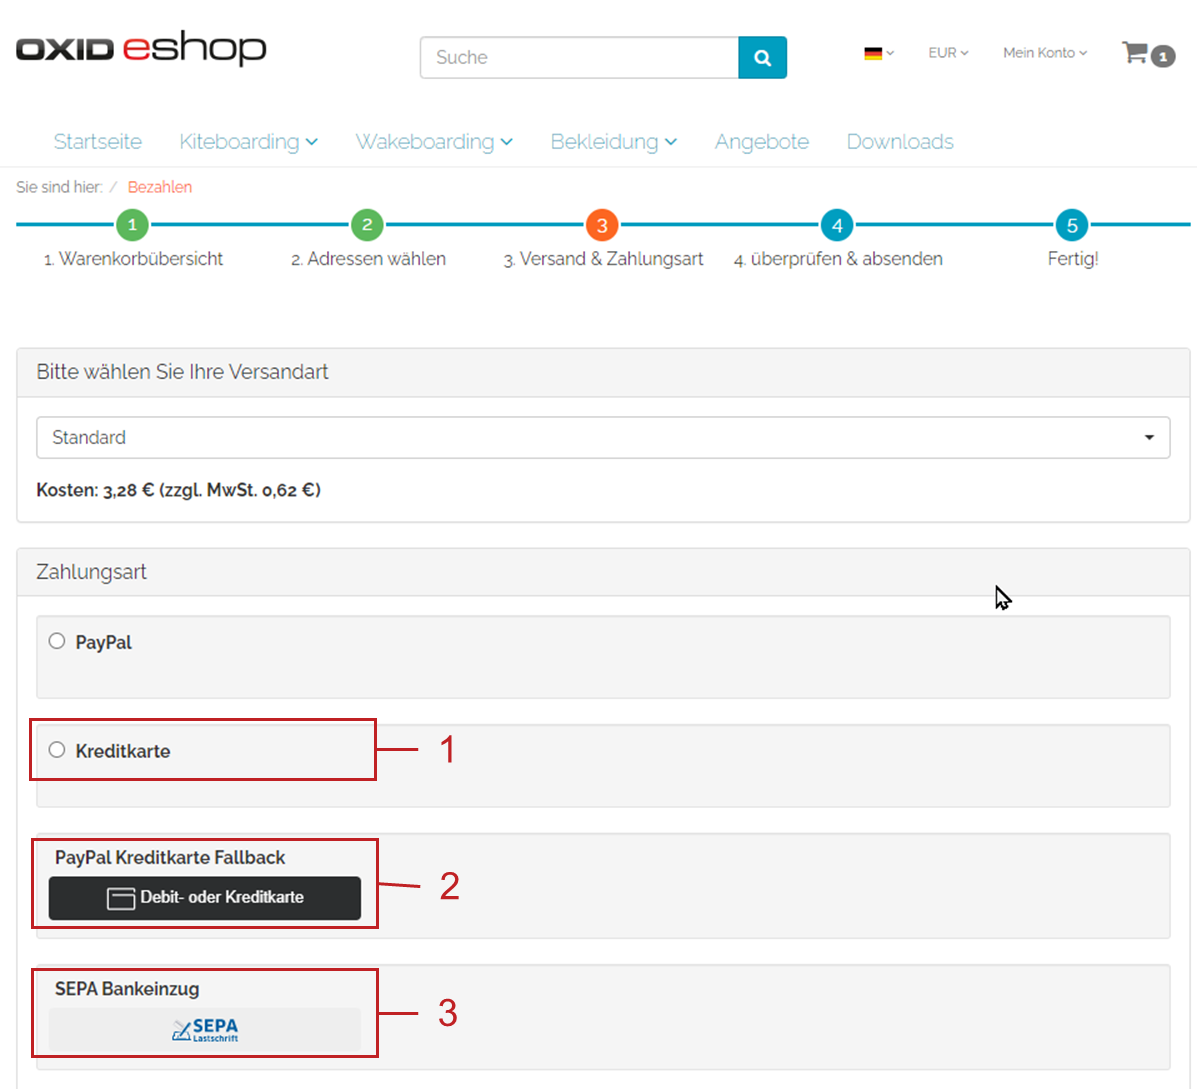 OXID eshop
Suche
EUR
Mein Konto
1
Startseite
Kiteboarding
Wakeboarding
Bekleidung
Angebote
Downloads
Sie sind hier: / Bezahlen
1
2
3
4
5
1. Warenkorbübersicht
2. Adressen wählen
3. Versand & Zahlungsart
4. überprüfen & absenden
Fertig!
Bitte wählen Sie Ihre Versandart
Standard
Kosten: 3,28 € (zzgl. MwSt. 0,62 €)
Zahlungsart
PayPal
Kreditkarte
1
PayPal Kreditkarte Fallback
Debit- oder Kreditkarte
2
SEPA Bankeinzug
SEPA
Lastschrift
3